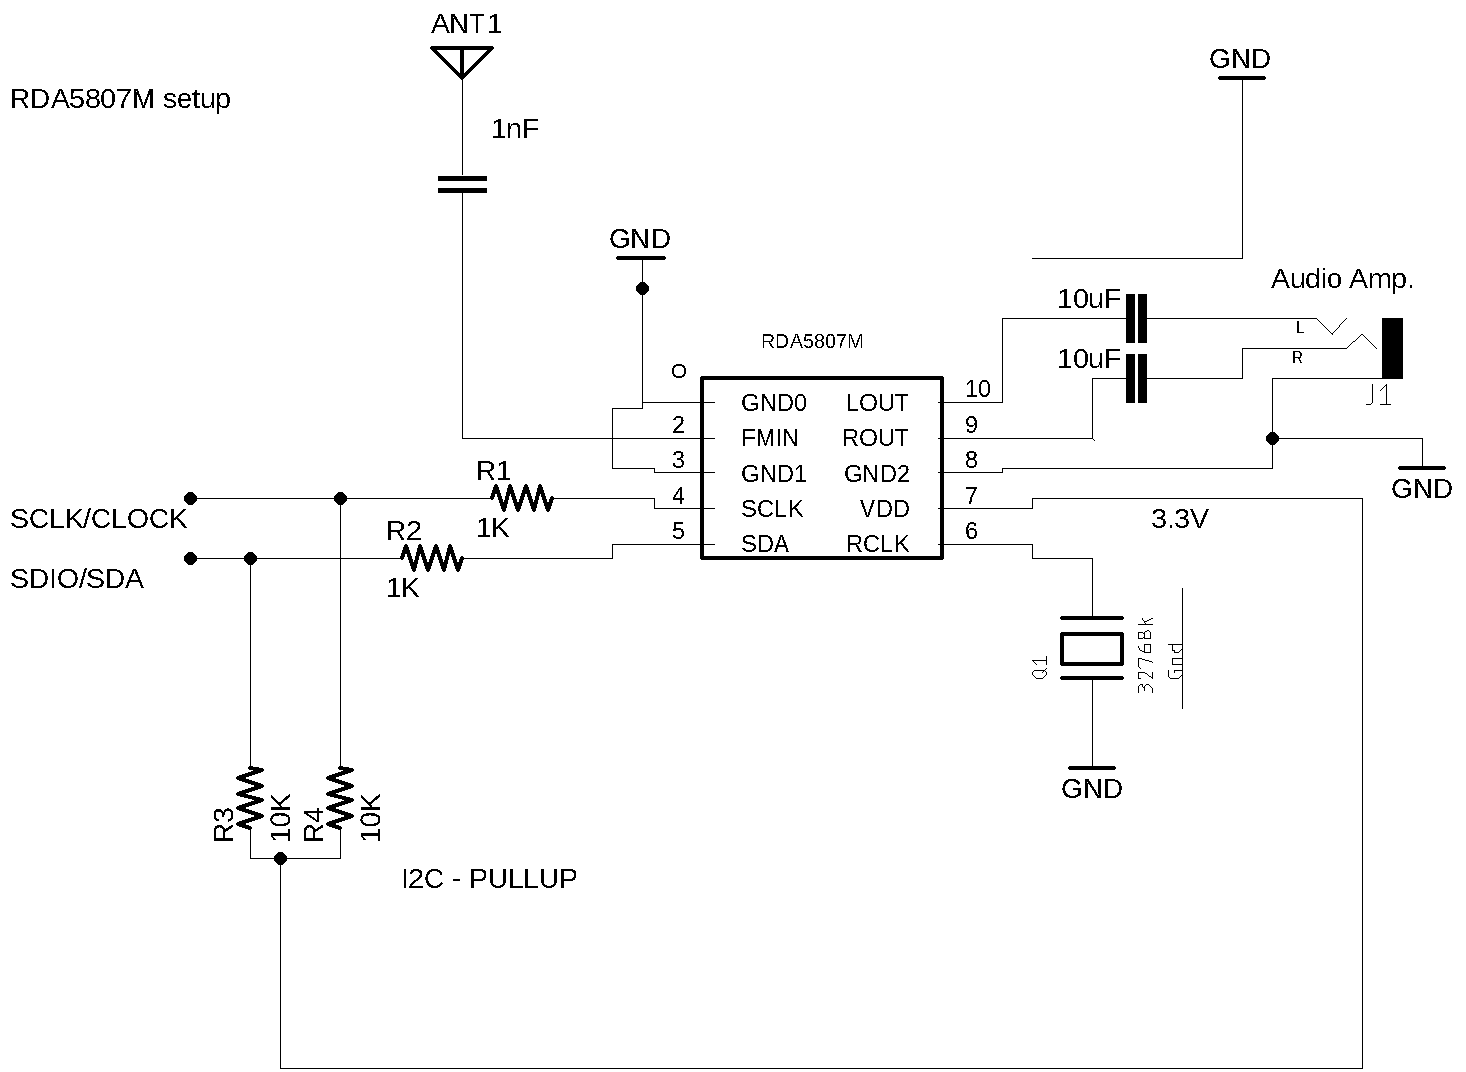 ANT1
GND
RDA5807M setup
1nF
GND
Audio Amp.
10uF
L
RDA5807M
10uF
R
O
J1
GND0
LOUT
10
2
FMIN
ROUT
9
3
GND1
GND2
8
R1
GND
4
SCLK
VDD
7
SCLK/CLOCK
1K
3.3V
R2
5
SDA
RCLK
6
SDIO/SDA
1K
Q1
32768k
Gnd
GND
R3
10K
R4
10K
I2C - PULLUP